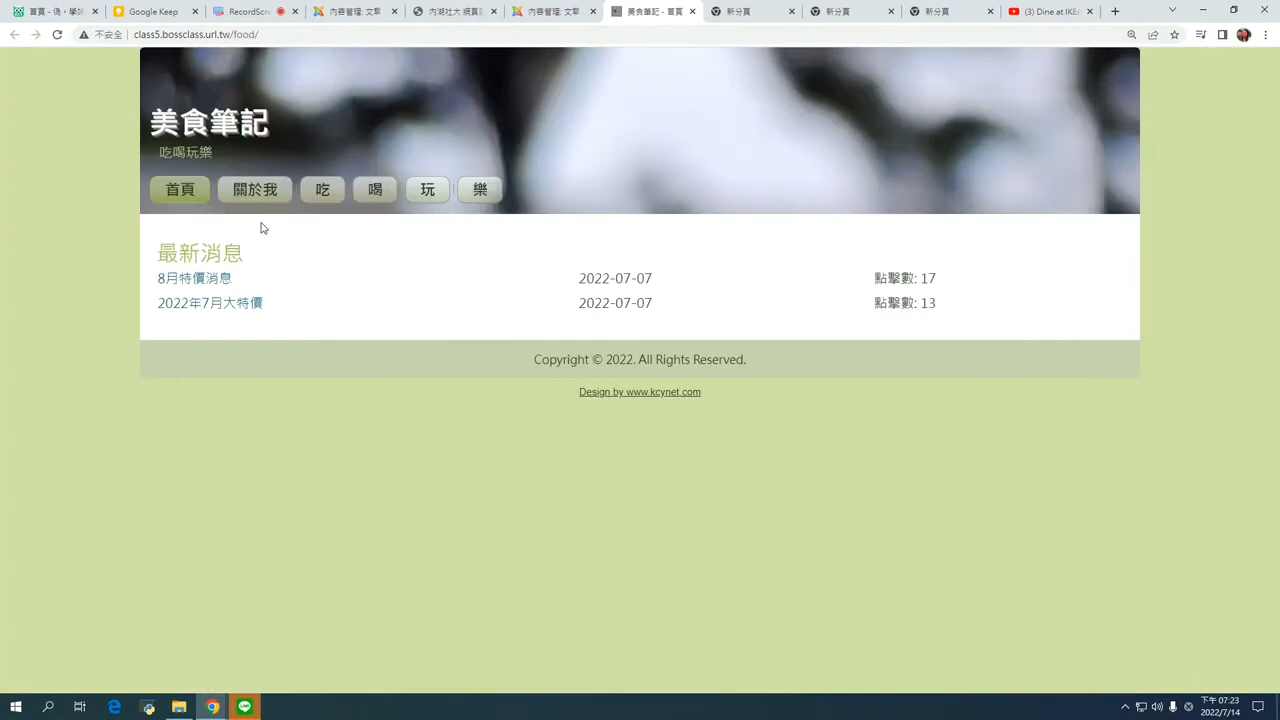 首頁 - 伦。學
Google Keep
RecordScr
內容管理: 文章
內湖社大 網頁
內容管理: 文章
美食筆記 - 首頁
新分頁
新分頁
新分頁
(3) Dine at IKEA
不安全
class5.bossclass.url.tw/food/
美食筆記
吃喝玩樂
首頁
關於我
吃
喝
玩
樂
最新消息
8月特價消息 2022-07-07 點擊數: 17
2022年7月大特價 2022-07-07 點擊數: 13
Copyright © 2022. All Rights Reserved.
Design by www.kcynet.com
下午 07:23
2022/7/14